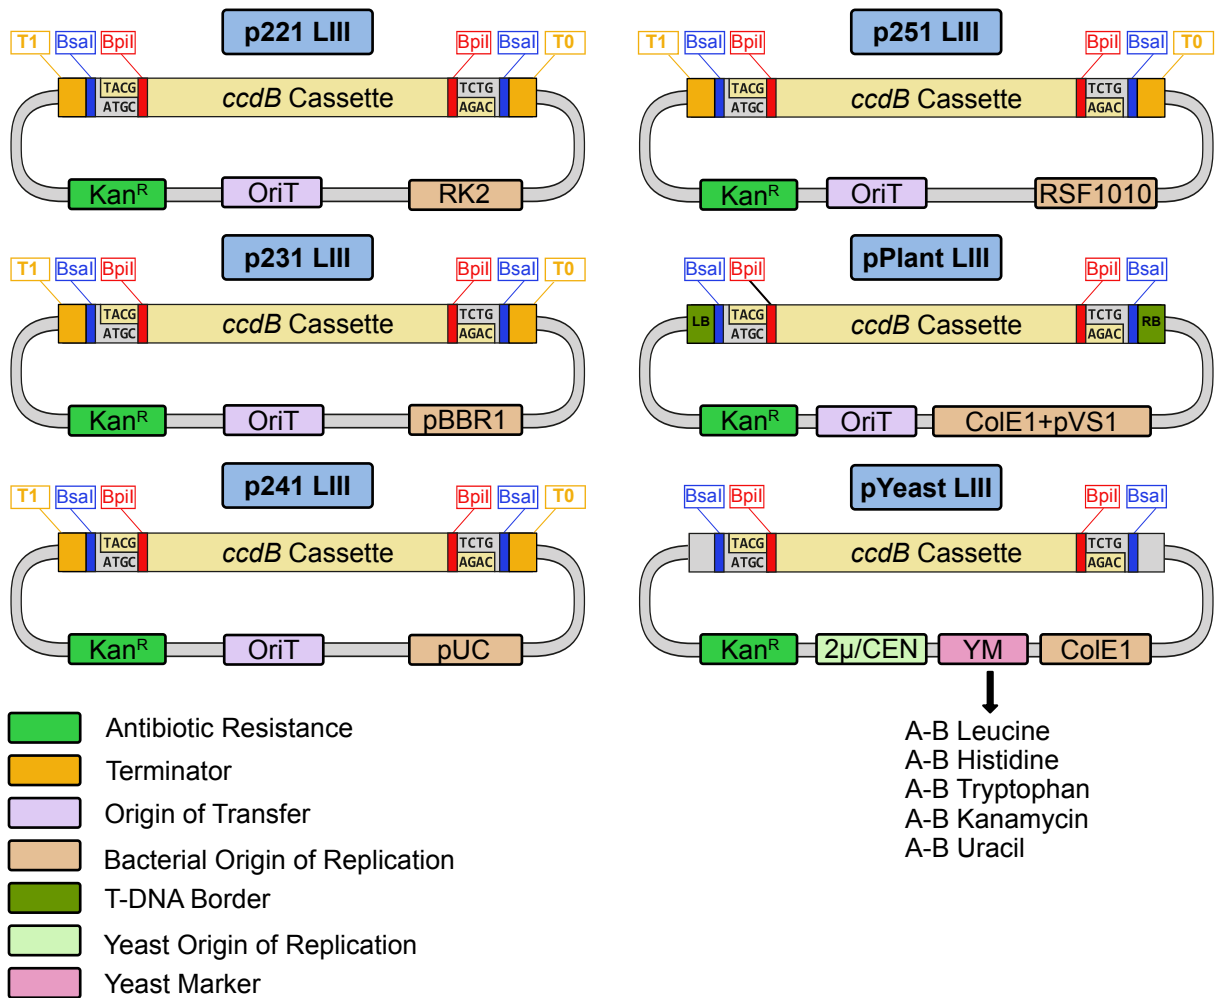 p221 LIII
T1 BsaI BpiI BpiI BsaI T0
TACG ccdB Cassette TCTG
ATGC AGAC
Kanᴿ OriT RK2
p251 LIII
T1 BsaI BpiI BpiI BsaI T0
TACG ccdB Cassette TCTG
ATGC AGAC
Kanᴿ OriT RSF1010
p231 LIII
T1 BsaI BpiI BpiI BsaI T0
TACG ccdB Cassette TCTG
ATGC AGAC
Kanᴿ OriT pBBR1
pPlant LIII
BsaI BpiI BpiI BsaI
LB TACG ccdB Cassette TCTG RB
ATGC AGAC
Kanᴿ OriT ColE1+pVS1
p241 LIII
T1 BsaI BpiI BpiI BsaI T0
TACG ccdB Cassette TCTG
ATGC AGAC
Kanᴿ OriT pUC
pYeast LIII
BsaI BpiI BpiI BsaI
TACG ccdB Cassette TCTG
ATGC AGAC
Kanᴿ 2µ/CEN YM ColE1
A-B Leucine
A-B Histidine
A-B Tryptophan
A-B Kanamycin
A-B Uracil
Antibiotic Resistance
Terminator
Origin of Transfer
Bacterial Origin of Replication
T-DNA Border
Yeast Origin of Replication
Yeast Marker